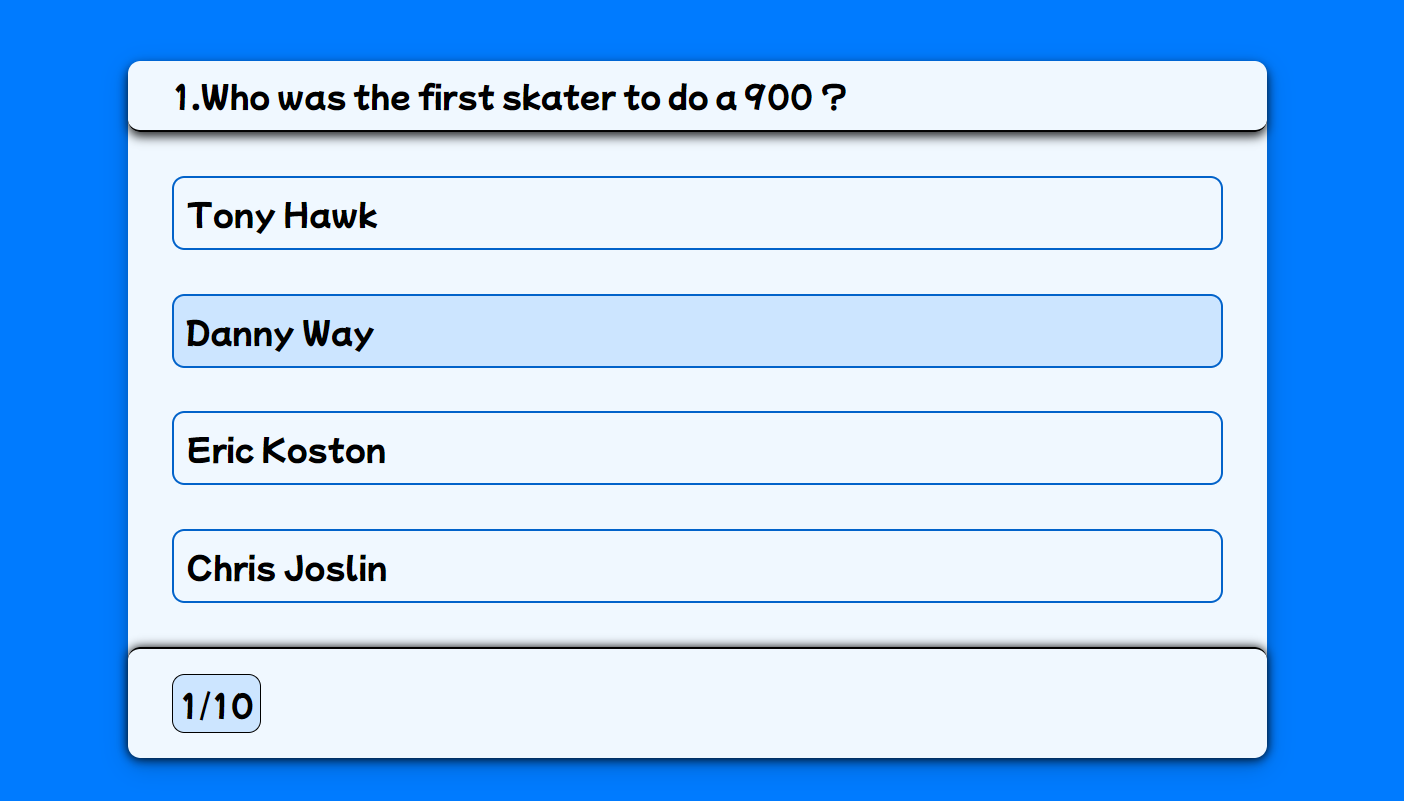 1.Who was the first skater to do a 900 ?
Tony Hawk
Danny Way
Eric Koston
Chris Joslin
1/10